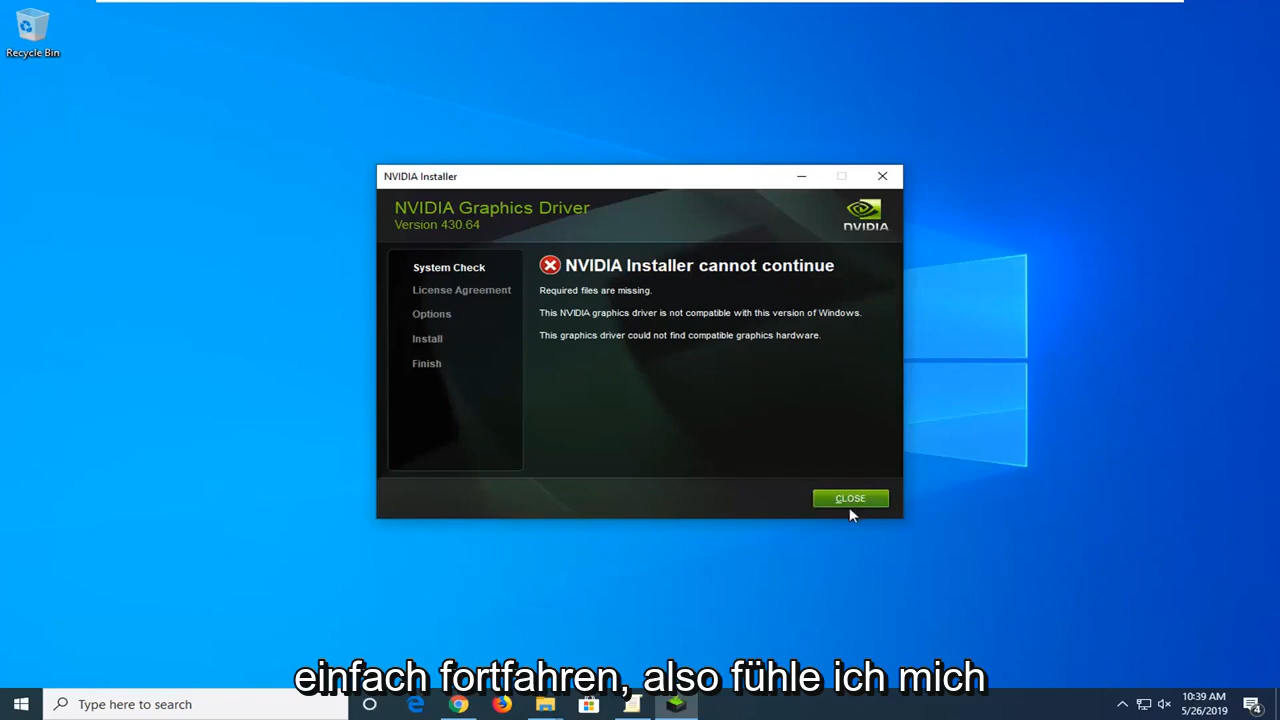 Recycle Bin
NVIDIA Installer
NVIDIA Graphics Driver
Version 430.64
NVIDIA
System Check
License Agreement
Options
Install
Finish
NVIDIA Installer cannot continue
Required files are missing.
This NVIDIA graphics driver is not compatible with this version of Windows.
This graphics driver could not find compatible graphics hardware.
CLOSE
einfach fortfahren, also fühle ich mich
Type here to search
10:39 AM
5/26/2019
4